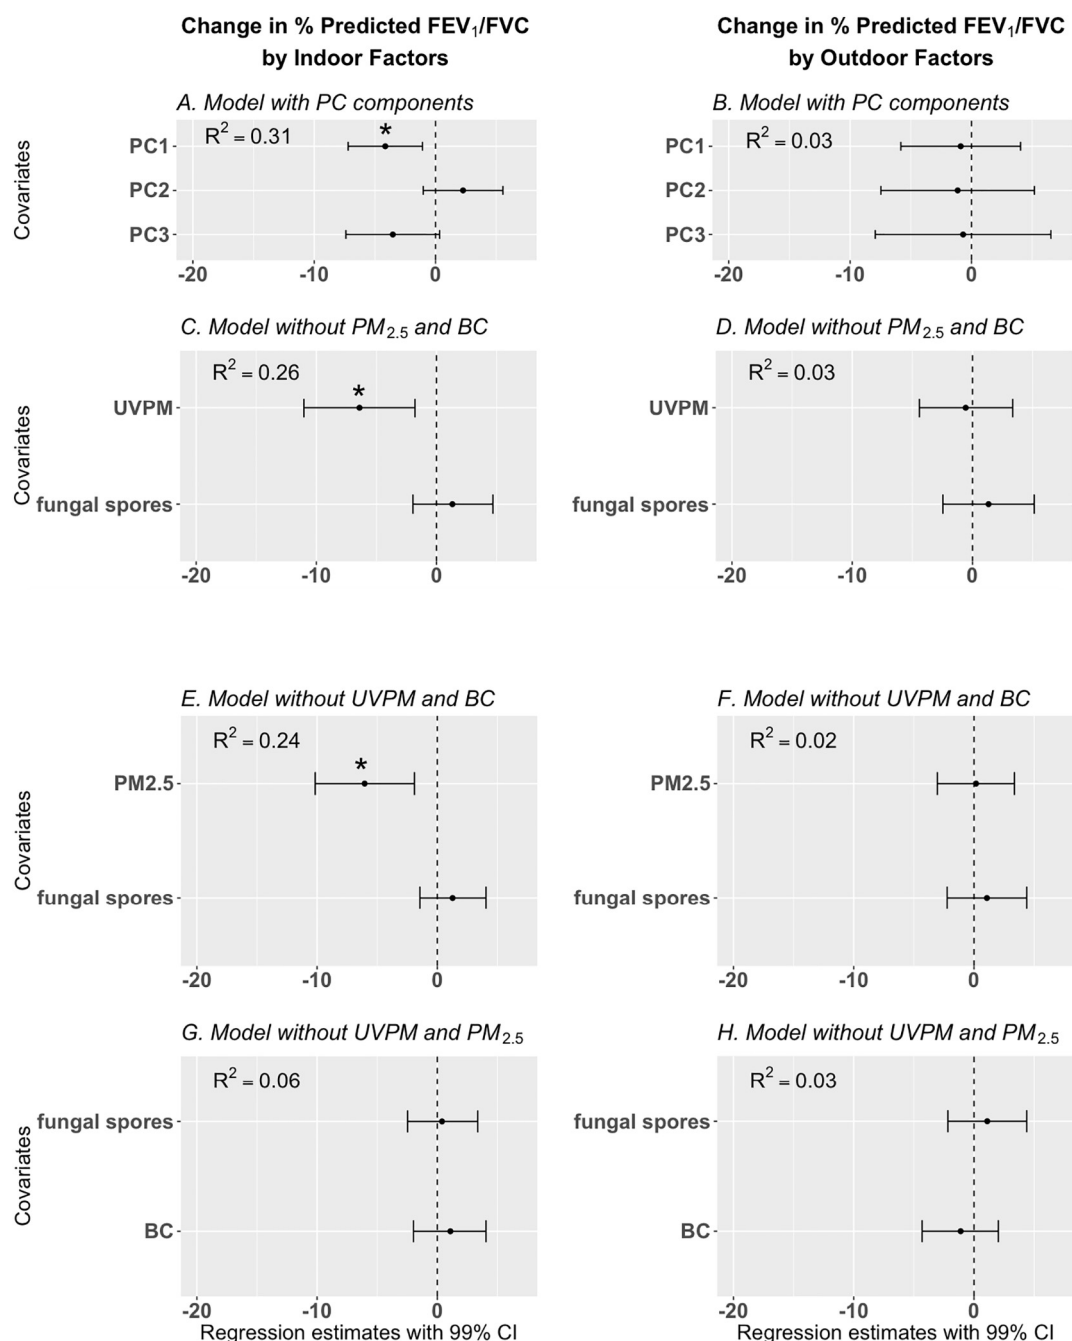 Change in % Predicted FEV₁/FVC
by Indoor Factors
Change in % Predicted FEV₁/FVC
by Outdoor Factors
A. Model with PC components
R² = 0.31
*
Covariates
PC1
PC2
PC3
-20 -10 0
B. Model with PC components
R² = 0.03
PC1
PC2
PC3
-20 -10 0
C. Model without PM₂.₅ and BC
R² = 0.26
*
Covariates
UVPM
fungal spores
-20 -10 0
D. Model without PM₂.₅ and BC
R² = 0.03
UVPM
fungal spores
-20 -10 0
E. Model without UVPM and BC
R² = 0.24
*
Covariates
PM2.5
fungal spores
-20 -10 0
F. Model without UVPM and BC
R² = 0.02
PM2.5
fungal spores
-20 -10 0
G. Model without UVPM and PM₂.₅
R² = 0.06
Covariates
fungal spores
BC
-20 -10 0
Regression estimates with 99% CI
H. Model without UVPM and PM₂.₅
R² = 0.03
fungal spores
BC
-20 -10 0
Regression estimates with 99% CI